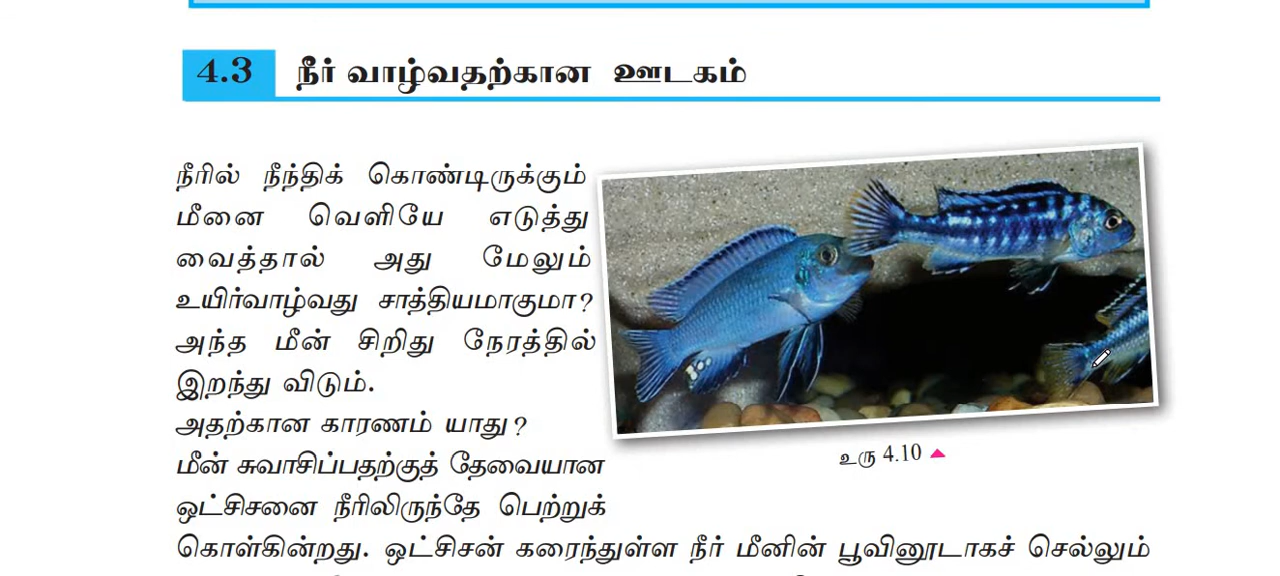 4.3 நீர் வாழ்வதற்கான ஊடகம்
நீரில் நீந்திக் கொண்டிருக்கும்
மீனை வெளியே எடுத்து
வைத்தால் அது மேலும்
உயிர்வாழ்வது சாத்தியமாகுமா?
அந்த மீன் சிறிது நேரத்தில்
இறந்து விடும்.
அதற்கான காரணம் யாது?
மீன் சுவாசிப்பதற்குத் தேவையான
ஒட்சிசனை நீரிலிருந்தே பெற்றுக்
கொள்கின்றது. ஒட்சிசன் கரைந்துள்ள நீர் மீனின் பூவினூடாகச் செல்லும்
உரு 4.10